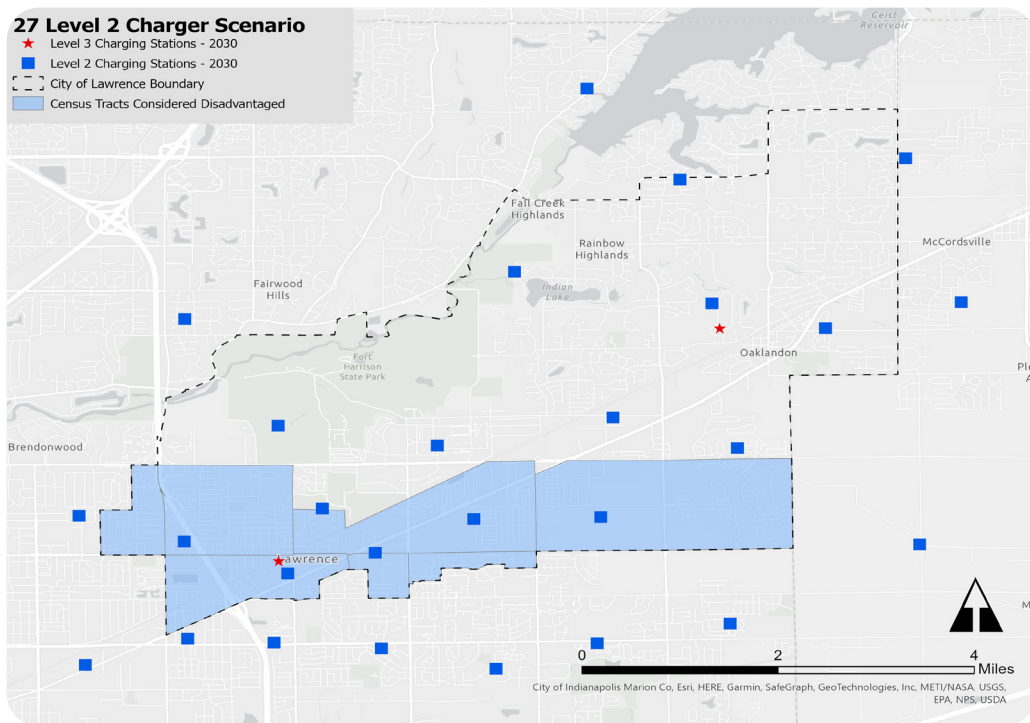 27 Level 2 Charger Scenario
Level 3 Charging Stations - 2030
Level 2 Charging Stations - 2030
City of Lawrence Boundary
Census Tracts Considered Disadvantaged
Geist
Reservoir
Fall Creek
Highlands
Rainbow
Highlands
McCordsville
Fairwood
Hills
Indian
Lake
Oaklandon
Fort
Harrison
State Park
Ple
A
Brendonwood
awrence
M
0 2 4
Miles
City of Indianapolis Marion Co, Esri, HERE, Garmin, SafeGraph, GeoTechnologies, Inc, METI/NASA, USGS,
EPA, NPS, USDA